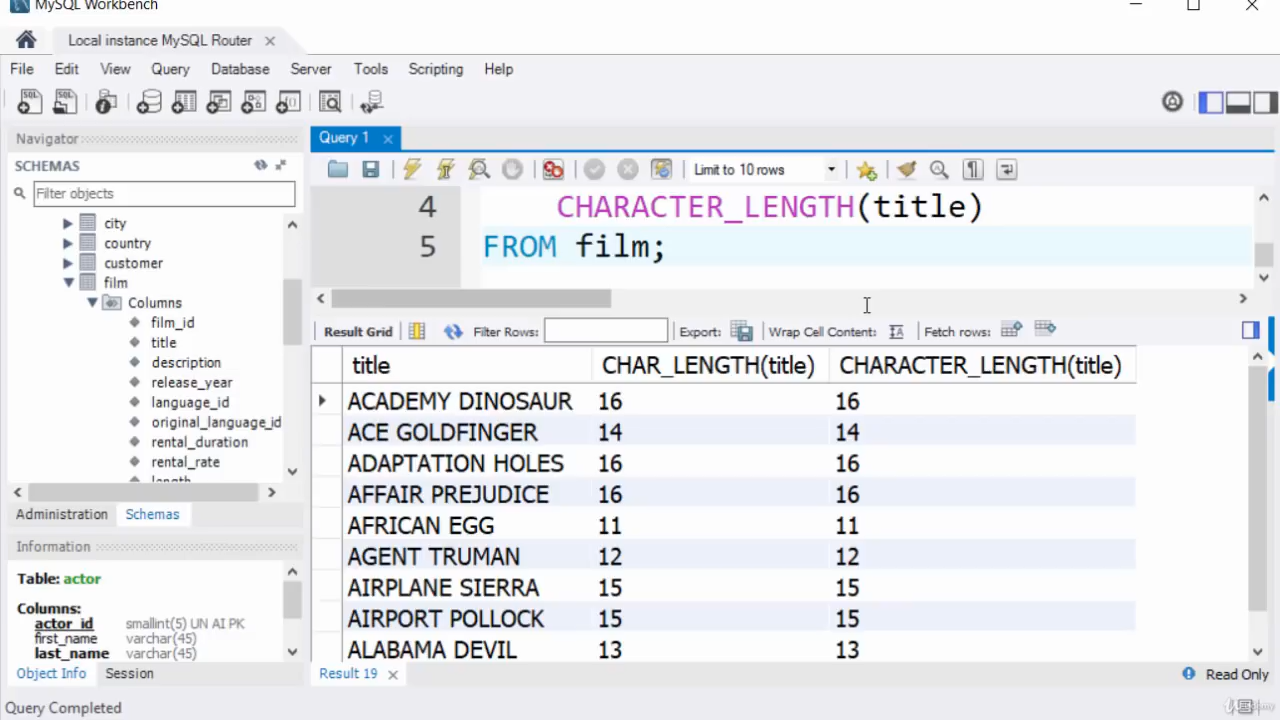 MySQL Workbench
Local instance MySQL Router
File Edit View Query Database Server Tools Scripting Help
Navigator
SCHEMAS
Filter objects
city
country
customer
film
Columns
film_id
title
description
release_year
language_id
original_language_id
rental_duration
rental_rate
length
Administration Schemas
Information
Table: actor
Columns:
actor_id smallint(5) UN AI PK
first_name varchar(45)
last_name varchar(45)
Object Info Session
Query Completed
Query 1
Limit to 10 rows
4 CHARACTER_LENGTH(title)
5 FROM film;
Result Grid Filter Rows: Export: Wrap Cell Content: Fetch rows:
title CHAR_LENGTH(title) CHARACTER_LENGTH(title)
ACADEMY DINOSAUR 16 16
ACE GOLDFINGER 14 14
ADAPTATION HOLES 16 16
AFFAIR PREJUDICE 16 16
AFRICAN EGG 11 11
AGENT TRUMAN 12 12
AIRPLANE SIERRA 15 15
AIRPORT POLLOCK 15 15
ALABAMA DEVIL 13 13
Result 19 Read Only